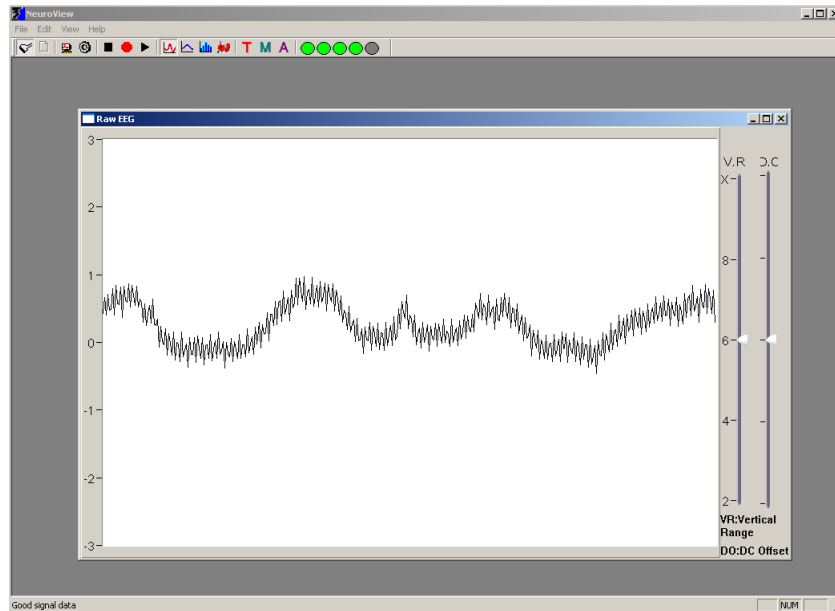 NeuroView
File Edit View Help
T M A
Raw EEG
3
2
1
0
-1
-2
-3
V.R D.C
X
8
6
4
2
VR:Vertical
Range
DO:DC Offset
Good signal data
NUM